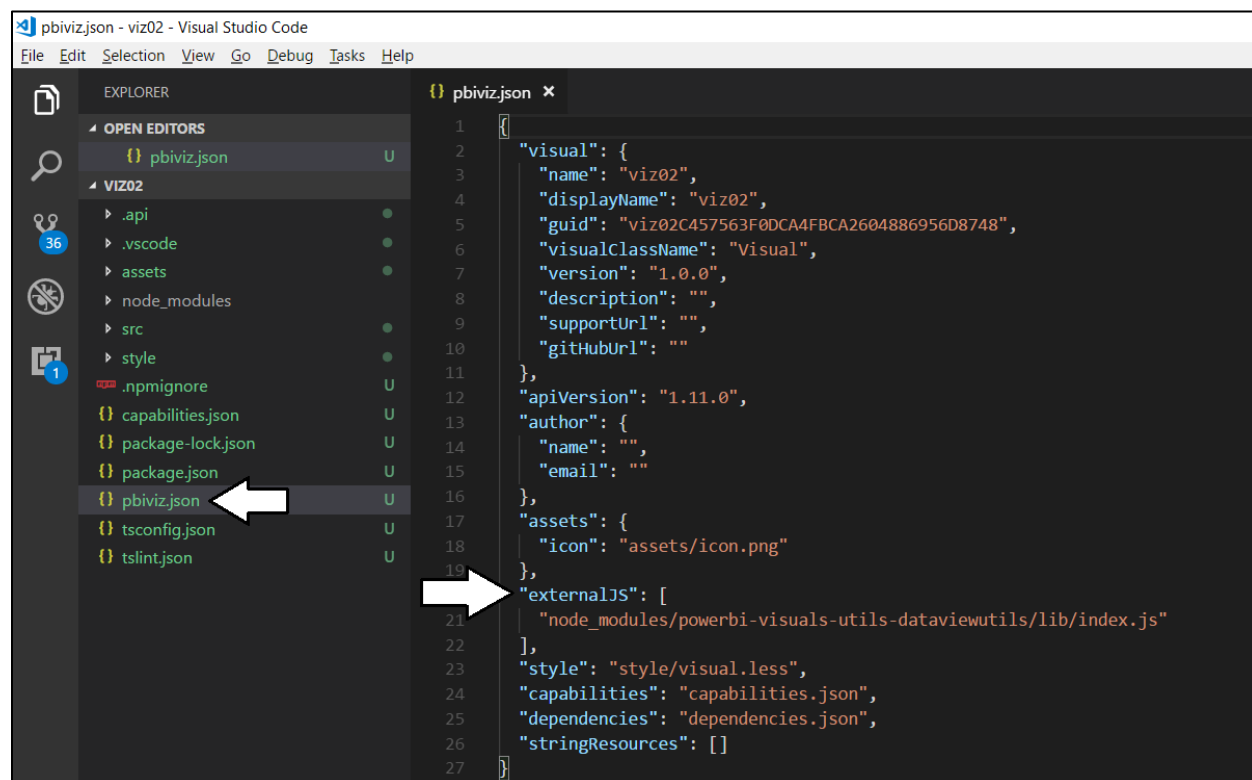 pbiviz.json - viz02 - Visual Studio Code
File Edit Selection View Go Debug Tasks Help
EXPLORER
OPEN EDITORS
{} pbiviz.json U
VIZ02
.api
.vscode
assets
node_modules
src
style
npm .npmignore U
{} capabilities.json U
{} package-lock.json U
{} package.json U
{} pbiviz.json U
{} tsconfig.json U
{} tslint.json U
36
1
{} pbiviz.json ×
1 {
2 "visual": {
3 "name": "viz02",
4 "displayName": "viz02",
5 "guid": "viz02C457563F0DCA4FBCA2604886956D8748",
6 "visualClassName": "Visual",
7 "version": "1.0.0",
8 "description": "",
9 "supportUrl": "",
10 "gitHubUrl": ""
11 },
12 "apiVersion": "1.11.0",
13 "author": {
14 "name": "",
15 "email": ""
16 },
17 "assets": {
18 "icon": "assets/icon.png"
19 },
"externalJS": [
21 "node_modules/powerbi-visuals-utils-dataviewutils/lib/index.js"
22 ],
23 "style": "style/visual.less",
24 "capabilities": "capabilities.json",
25 "dependencies": "dependencies.json",
26 "stringResources": []
27 }